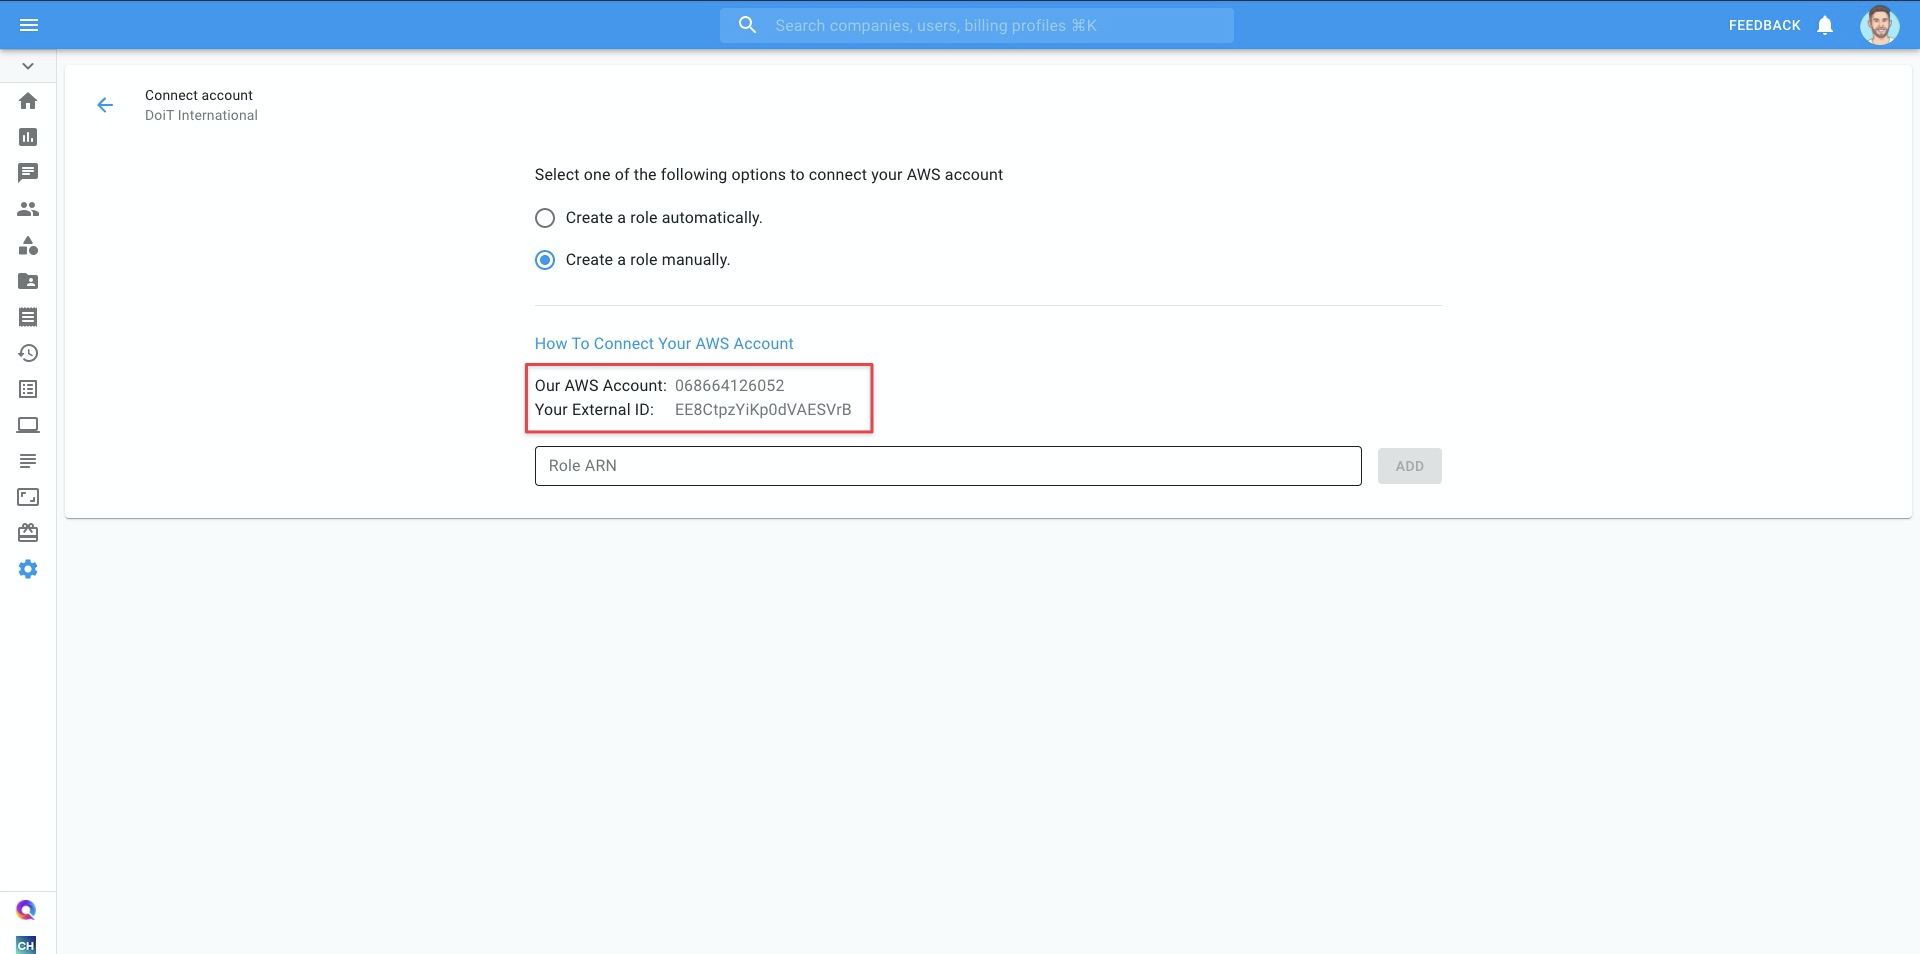 Search companies, users, billing profiles ⌘K
FEEDBACK
Connect account
DoiT International
Select one of the following options to connect your AWS account
Create a role automatically.
Create a role manually.
How To Connect Your AWS Account
Our AWS Account: 068664126052
Your External ID: EE8CtpzYiKp0dVAESVrB
Role ARN
ADD
CH